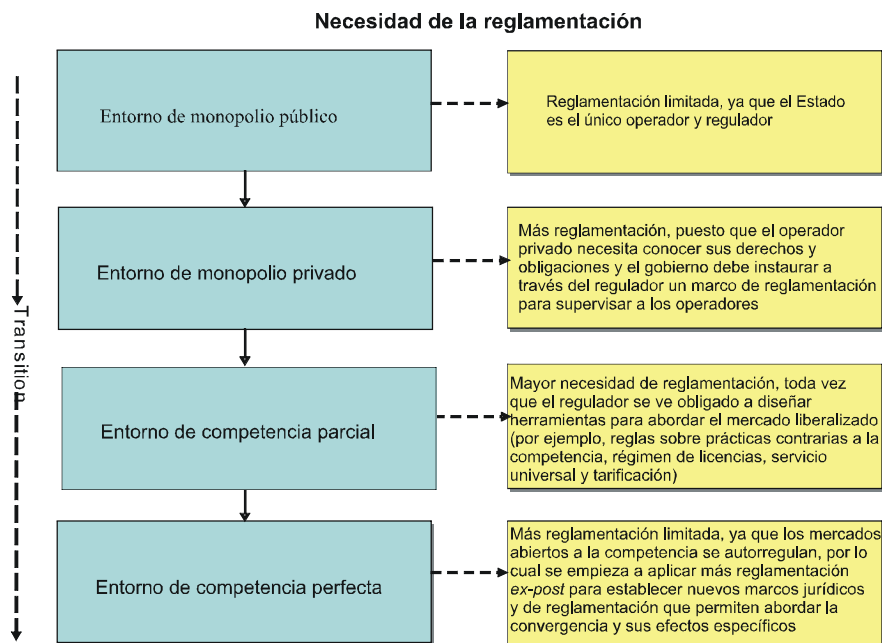 Necesidad de la reglamentación
Entorno de monopolio público
Reglamentación limitada, ya que el Estado
es el único operador y regulador
Entorno de monopolio privado
Más reglamentación, puesto que el operador
privado necesita conocer sus derechos y
obligaciones y el gobierno debe instaurar a
través del regulador un marco de reglamentación
para supervisar a los operadores
Transition
Entorno de competencia parcial
Mayor necesidad de reglamentación, toda vez
que el regulador se ve obligado a diseñar
herramientas para abordar el mercado liberalizado
(por ejemplo, reglas sobre prácticas contrarias a la
competencia, régimen de licencias, servicio
universal y tarificación)
Entorno de competencia perfecta
Más reglamentación limitada, ya que los mercados
abiertos a la competencia se autorregulan, por lo
cual se empieza a aplicar más reglamentación
ex-post para establecer nuevos marcos jurídicos
y de reglamentación que permiten abordar la
convergencia y sus efectos específicos